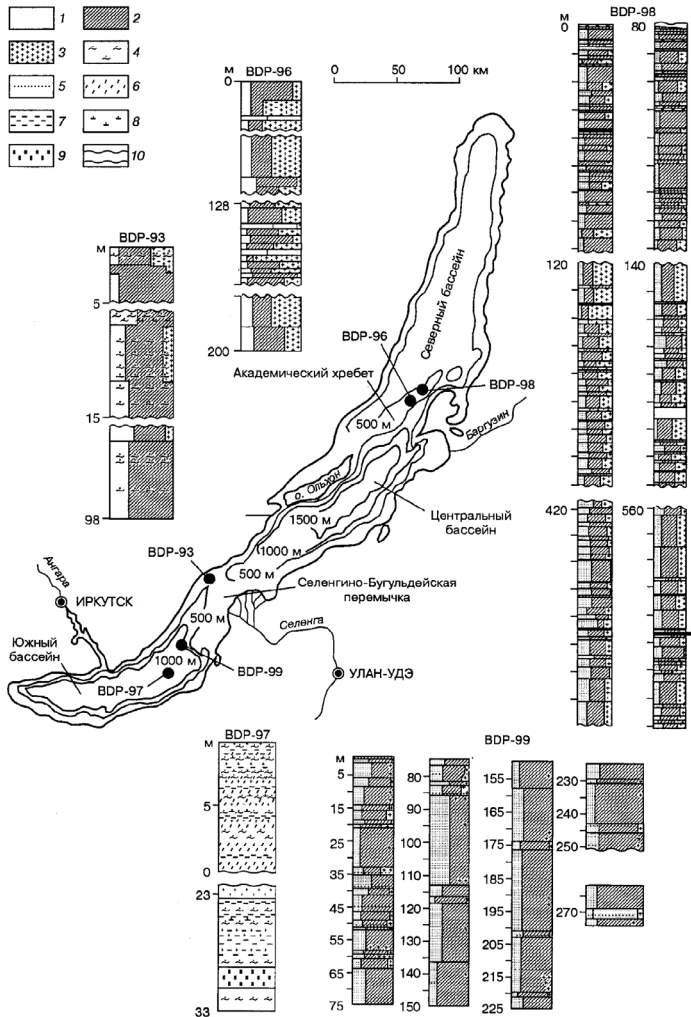 1
2
3
4
5
6
7
8
9
10
BDP-96
м
0
128
200
0
50
100 км
BDP-98
м
0
80
120
140
420
560
BDP-93
м
5
15
98
Северный бассейн
BDP-96
Академический хребет
BDP-98
500 м
Баргузин
о. Ольхон
1500 м
Центральный
бассейн
1000 м
500 м
BDP-93
Селенгино-Бугульдейская
перемычка
Ангара
ИРКУТСК
500 м
Селенга
Южный
бассейн
1000 м
BDP-99
УЛАН-УДЭ
BDP-97
BDP-97
м
5
0
23
33
BDP-99
м
5
15
25
35
45
55
65
75
80
90
100
110
120
130
140
150
155
165
175
185
195
205
215
225
230
240
250
270